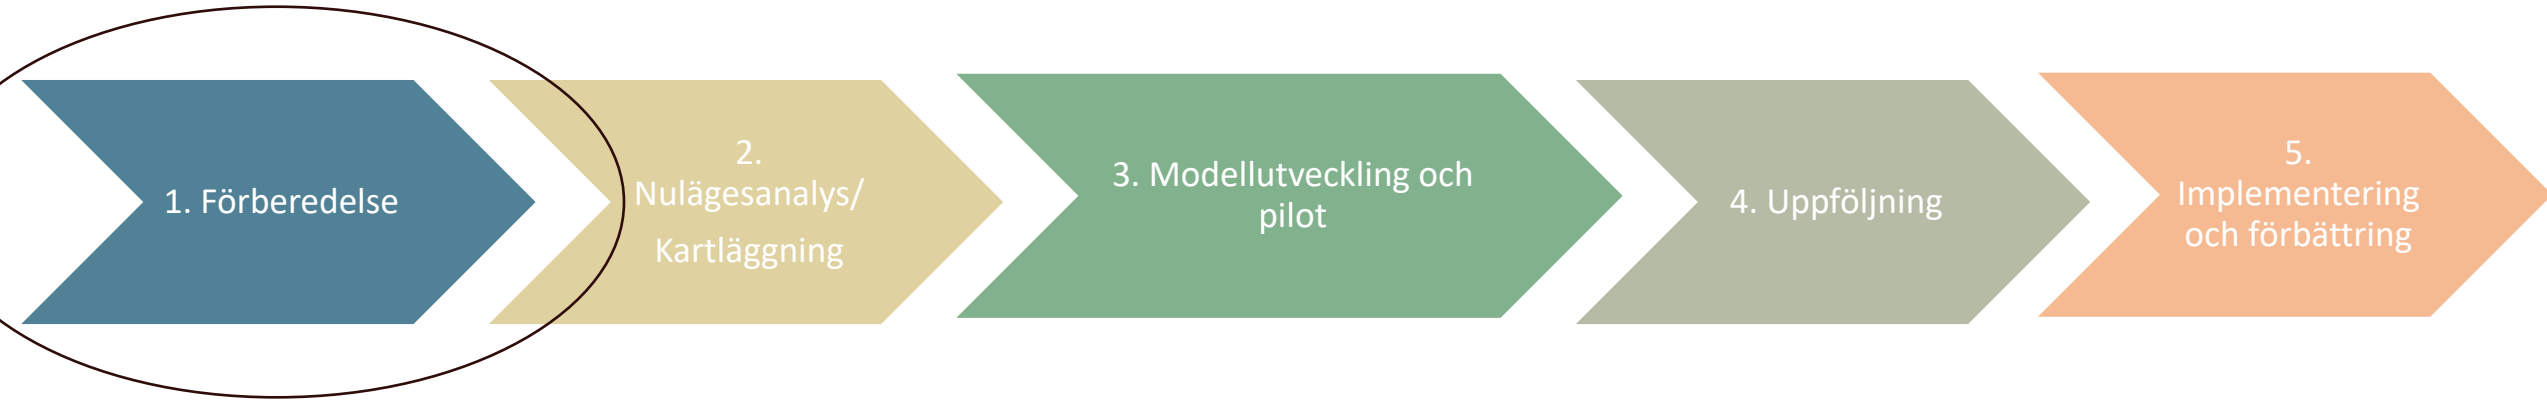 1. Förberedelse
2.
Nulägesanalys/
Kartläggning
3. Modellutveckling och
pilot
4. Uppföljning
5.
Implementering
och förbättring